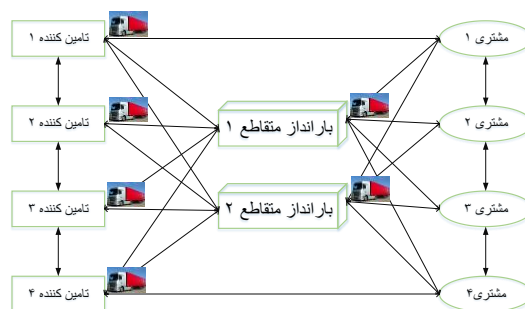 تامین کننده ۱
مشتری ۱
تامین کننده ۲
بارانداز متقاطع ۱
مشتری ۲
تامین کننده ۳
بارانداز متقاطع ۲
مشتری ۳
تامین کننده ۴
مشتری۴